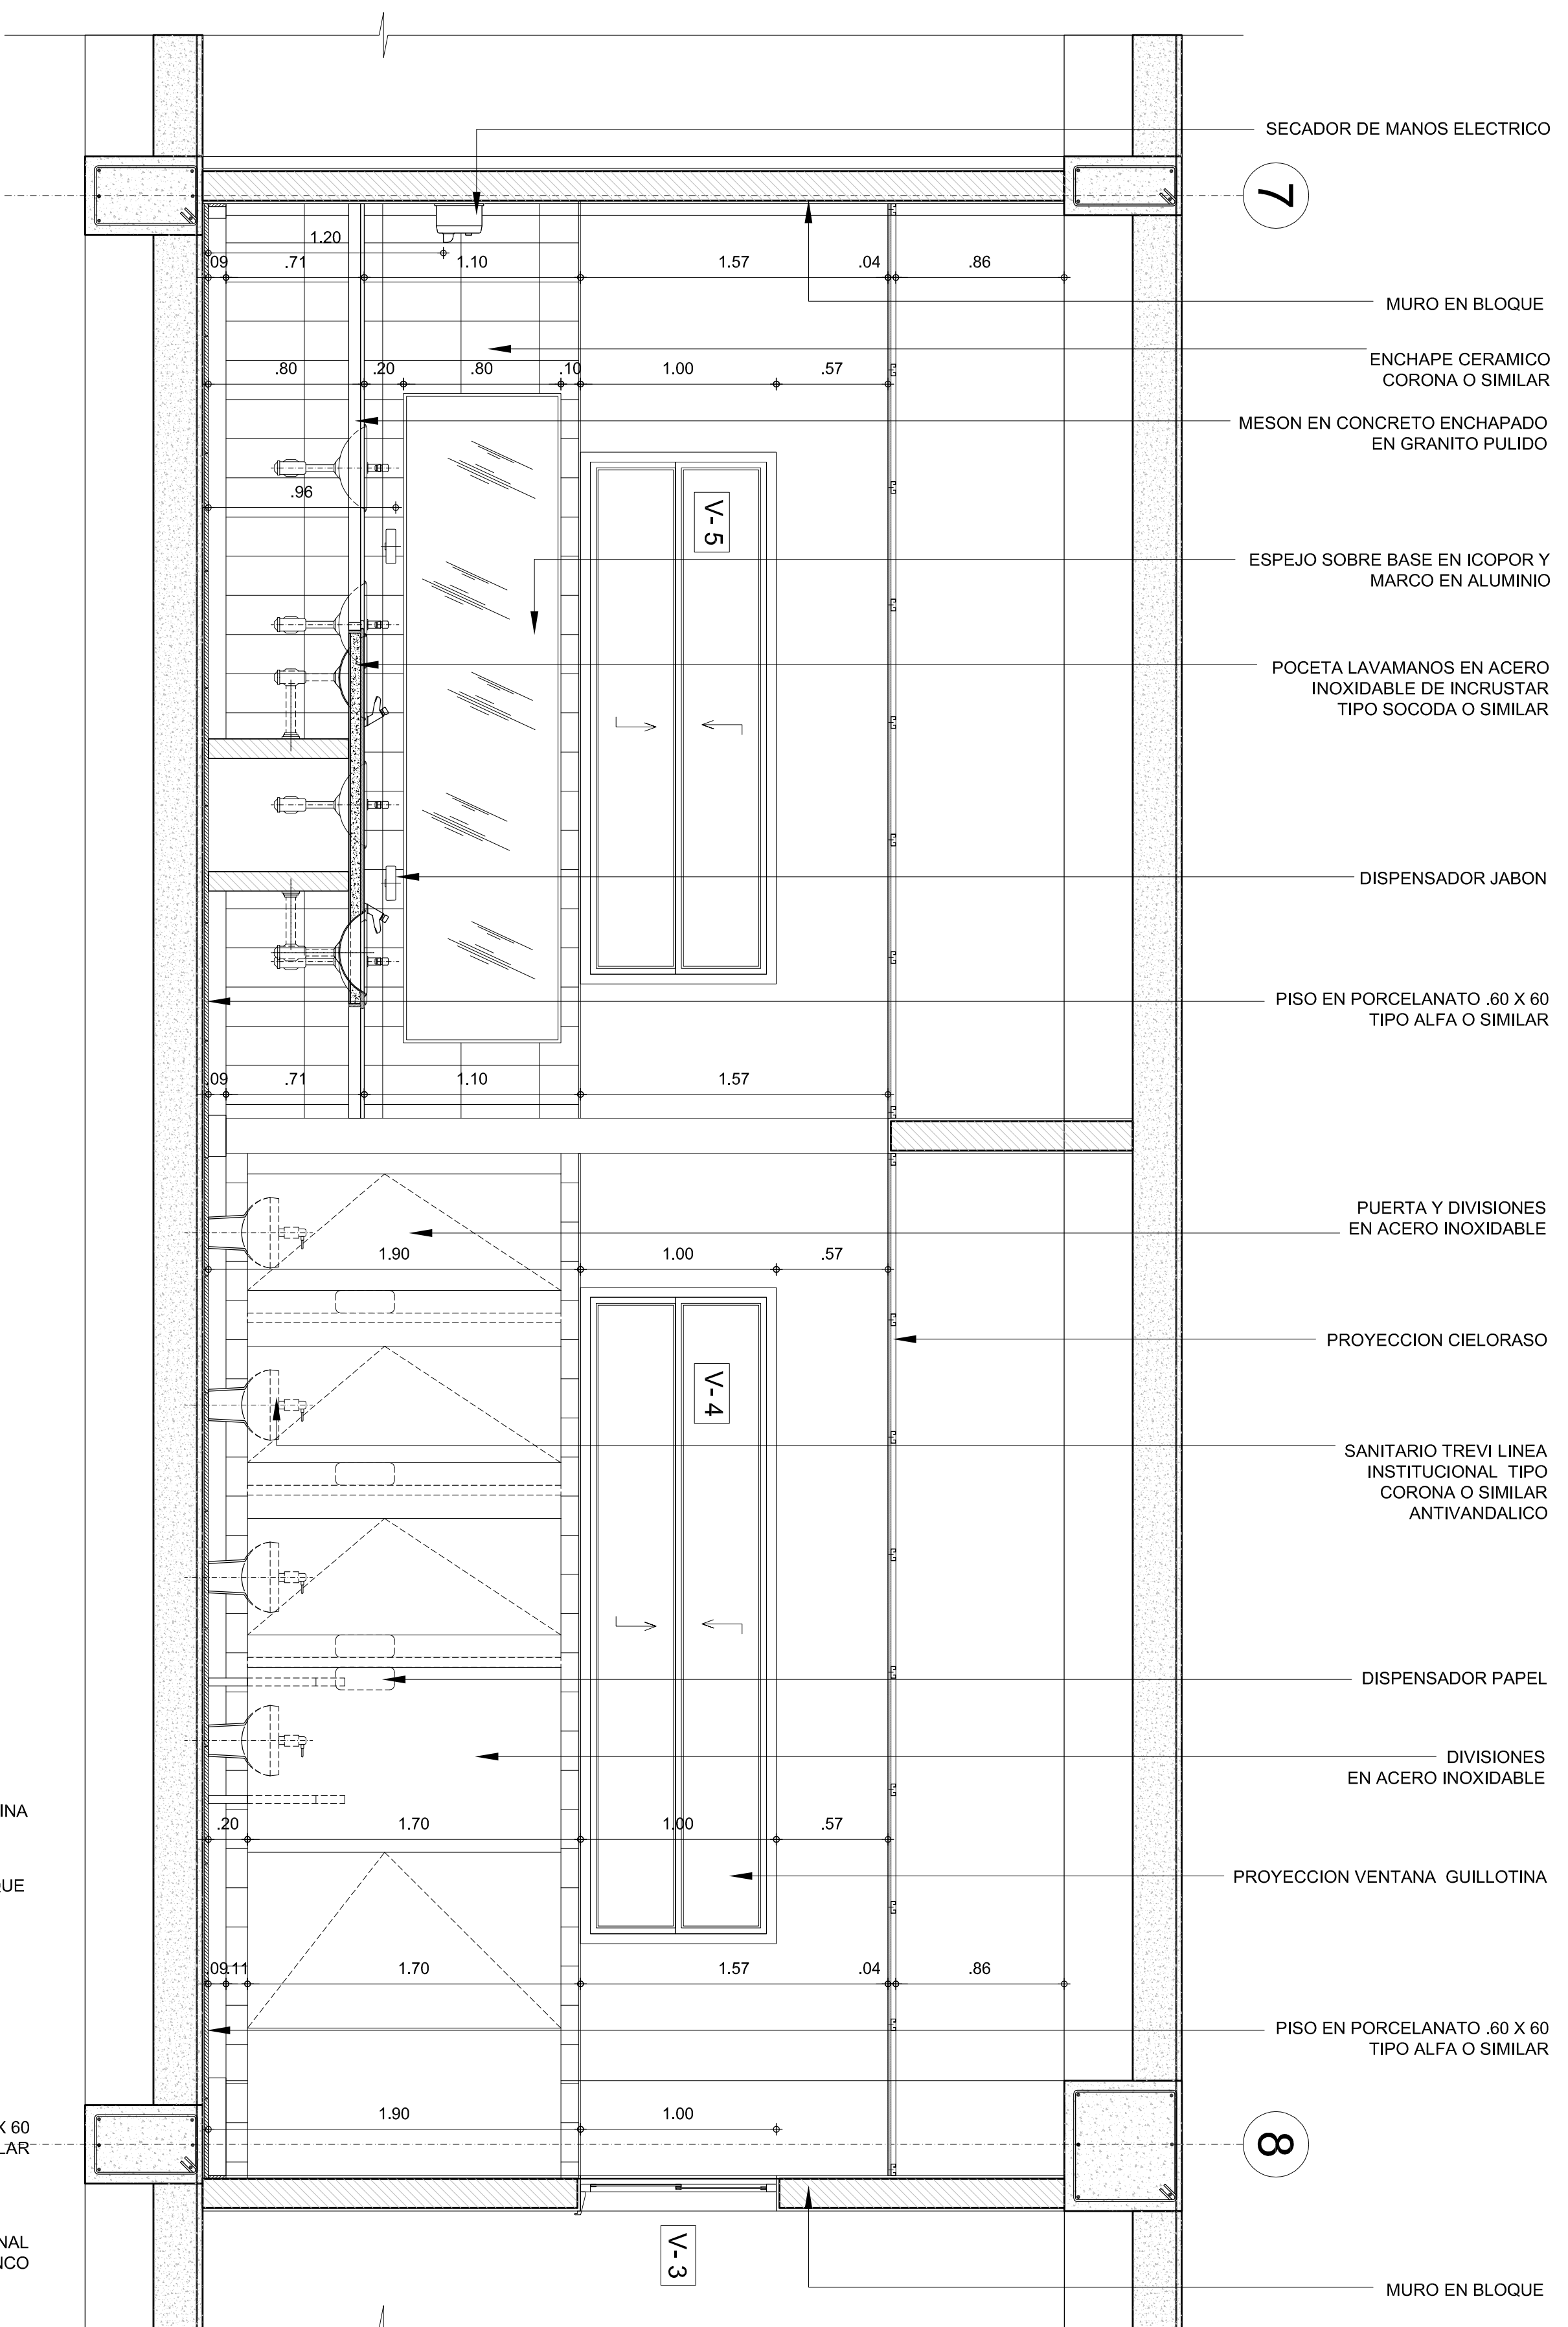 SECADOR DE MANOS ELECTRICO
7
1.20
.09 .71 1.10 1.57 .04 .86
MURO EN BLOQUE
ENCHAPE CERAMICO
CORONA O SIMILAR
.80 .20 .80 .10 1.00 .57
MESON EN CONCRETO ENCHAPADO
EN GRANITO PULIDO
.96
V-5
ESPEJO SOBRE BASE EN ICOPOR Y
MARCO EN ALUMINIO
POCETA LAVAMANOS EN ACERO
INOXIDABLE DE INCRUSTAR
TIPO SOCODA O SIMILAR
DISPENSADOR JABON
PISO EN PORCELANATO .60 X 60
TIPO ALFA O SIMILAR
.09 .71 1.10 1.57
PUERTA Y DIVISIONES
EN ACERO INOXIDABLE
1.90 1.00 .57
PROYECCION CIELORASO
V-4
SANITARIO TREVI LINEA
INSTITUCIONAL TIPO
CORONA O SIMILAR
ANTIVANDALICO
DISPENSADOR PAPEL
DIVISIONES
EN ACERO INOXIDABLE
INA
.20 1.70 1.00 .57
PROYECCION VENTANA GUILLOTINA
QUE
.09 .11 1.70 1.57 .04 .86
PISO EN PORCELANATO .60 X 60
TIPO ALFA O SIMILAR
1.90 1.00
X 60
LAR
8
NAL
NCO
V-3
MURO EN BLOQUE